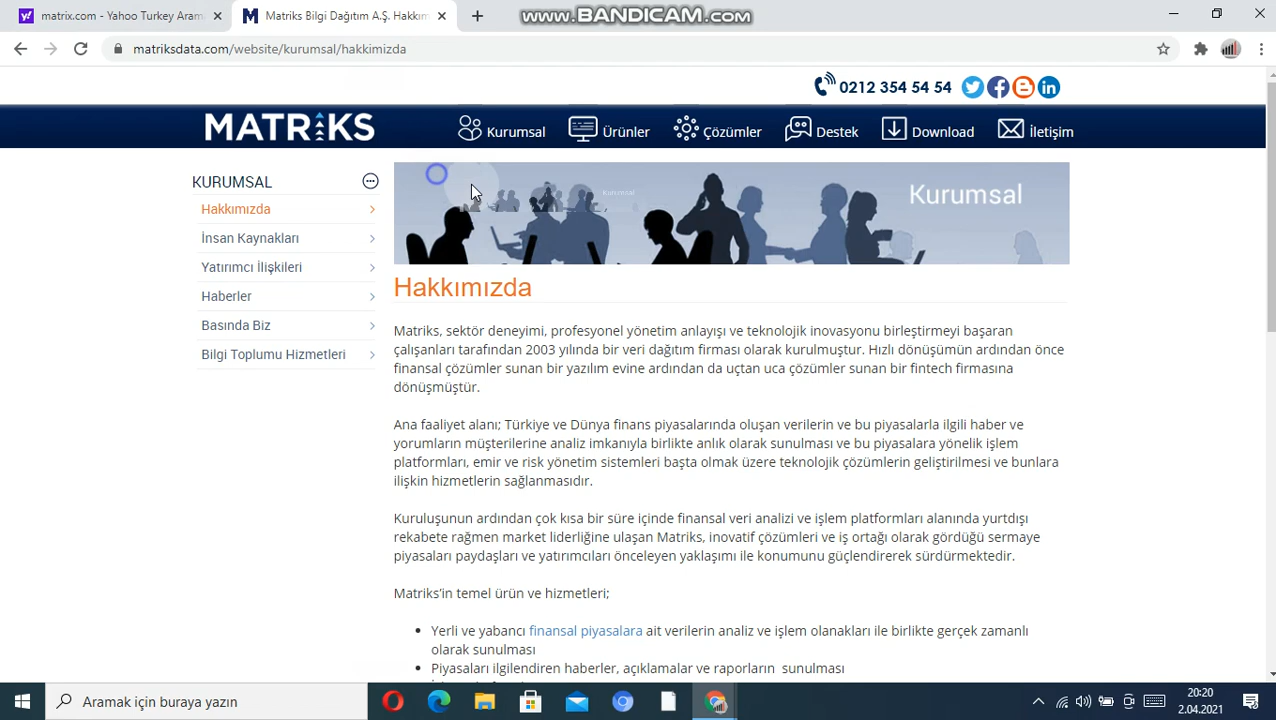 matrix.com - Yahoo Turkey Aram
Matriks Bilgi Dağıtım A.Ş. Hakkım
www.BANDICAM.com
matriksdata.com/website/kurumsal/hakkimizda
0212 354 54 54
MATRİKS
Kurumsal
Ürünler
Çözümler
Destek
Download
İletişim
KURUMSAL
Hakkımızda
İnsan Kaynakları
Yatırımcı İlişkileri
Haberler
Basında Biz
Bilgi Toplumu Hizmetleri
Kurumsal
Kurumsal
Hakkımızda
Matriks, sektör deneyimi, profesyonel yönetim anlayışı ve teknolojik inovasyonu birleştirmeyi başaran
çalışanları tarafından 2003 yılında bir veri dağıtım firması olarak kurulmuştur. Hızlı dönüşümün ardından önce
finansal çözümler sunan bir yazılım evine ardından da uçtan uca çözümler sunan bir fintech firmasına
dönüşmüştür.
Ana faaliyet alanı; Türkiye ve Dünya finans piyasalarında oluşan verilerin ve bu piyasalarla ilgili haber ve
yorumların müşterilerine analiz imkanıyla birlikte anlık olarak sunulması ve bu piyasalara yönelik işlem
platformları, emir ve risk yönetim sistemleri başta olmak üzere teknolojik çözümlerin geliştirilmesi ve bunlara
ilişkin hizmetlerin sağlanmasıdır.
Kuruluşunun ardından çok kısa bir süre içinde finansal veri analizi ve işlem platformları alanında yurtdışı
rekabete rağmen market liderliğine ulaşan Matriks, inovatif çözümleri ve iş ortağı olarak gördüğü sermaye
piyasaları paydaşları ve yatırımcıları önceleyen yaklaşımı ile konumunu güçlendirerek sürdürmektedir.
Matriks'in temel ürün ve hizmetleri;
Yerli ve yabancı finansal piyasalara ait verilerin analiz ve işlem olanakları ile birlikte gerçek zamanlı
olarak sunulması
Piyasaları ilgilendiren haberler, açıklamalar ve raporların sunulması
Aramak için buraya yazın
20:20
2.04.2021